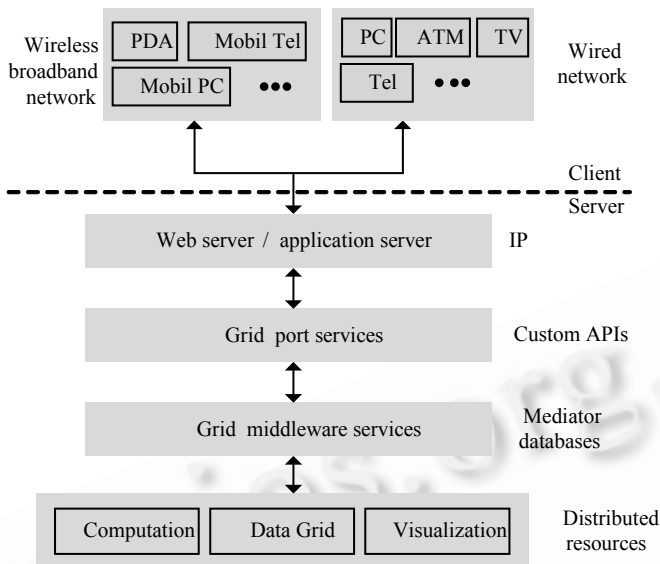 Wireless
broadband
network
PDA
Mobil Tel
Mobil PC
•••
PC
ATM
TV
Tel
•••
Wired
network
Client
Server
Web server / application server
IP
Grid port services
Custom APIs
Grid middleware services
Mediator
databases
Computation
Data Grid
Visualization
Distributed
resources